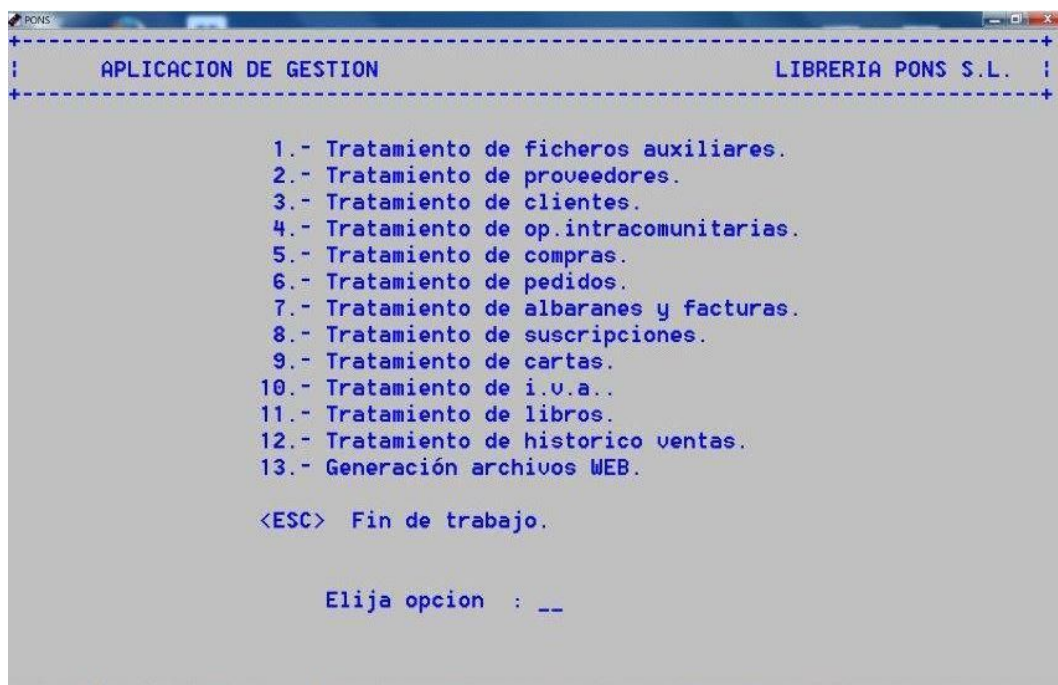 PONS
APLICACION DE GESTION LIBRERIA PONS S.L.
1.- Tratamiento de ficheros auxiliares.
2.- Tratamiento de proveedores.
3.- Tratamiento de clientes.
4.- Tratamiento de op.intracomunitarias.
5.- Tratamiento de compras.
6.- Tratamiento de pedidos.
7.- Tratamiento de albaranes y facturas.
8.- Tratamiento de suscripciones.
9.- Tratamiento de cartas.
10.- Tratamiento de i.v.a..
11.- Tratamiento de libros.
12.- Tratamiento de historico ventas.
13.- Generación archivos WEB.
<ESC> Fin de trabajo.
Elija opcion : __